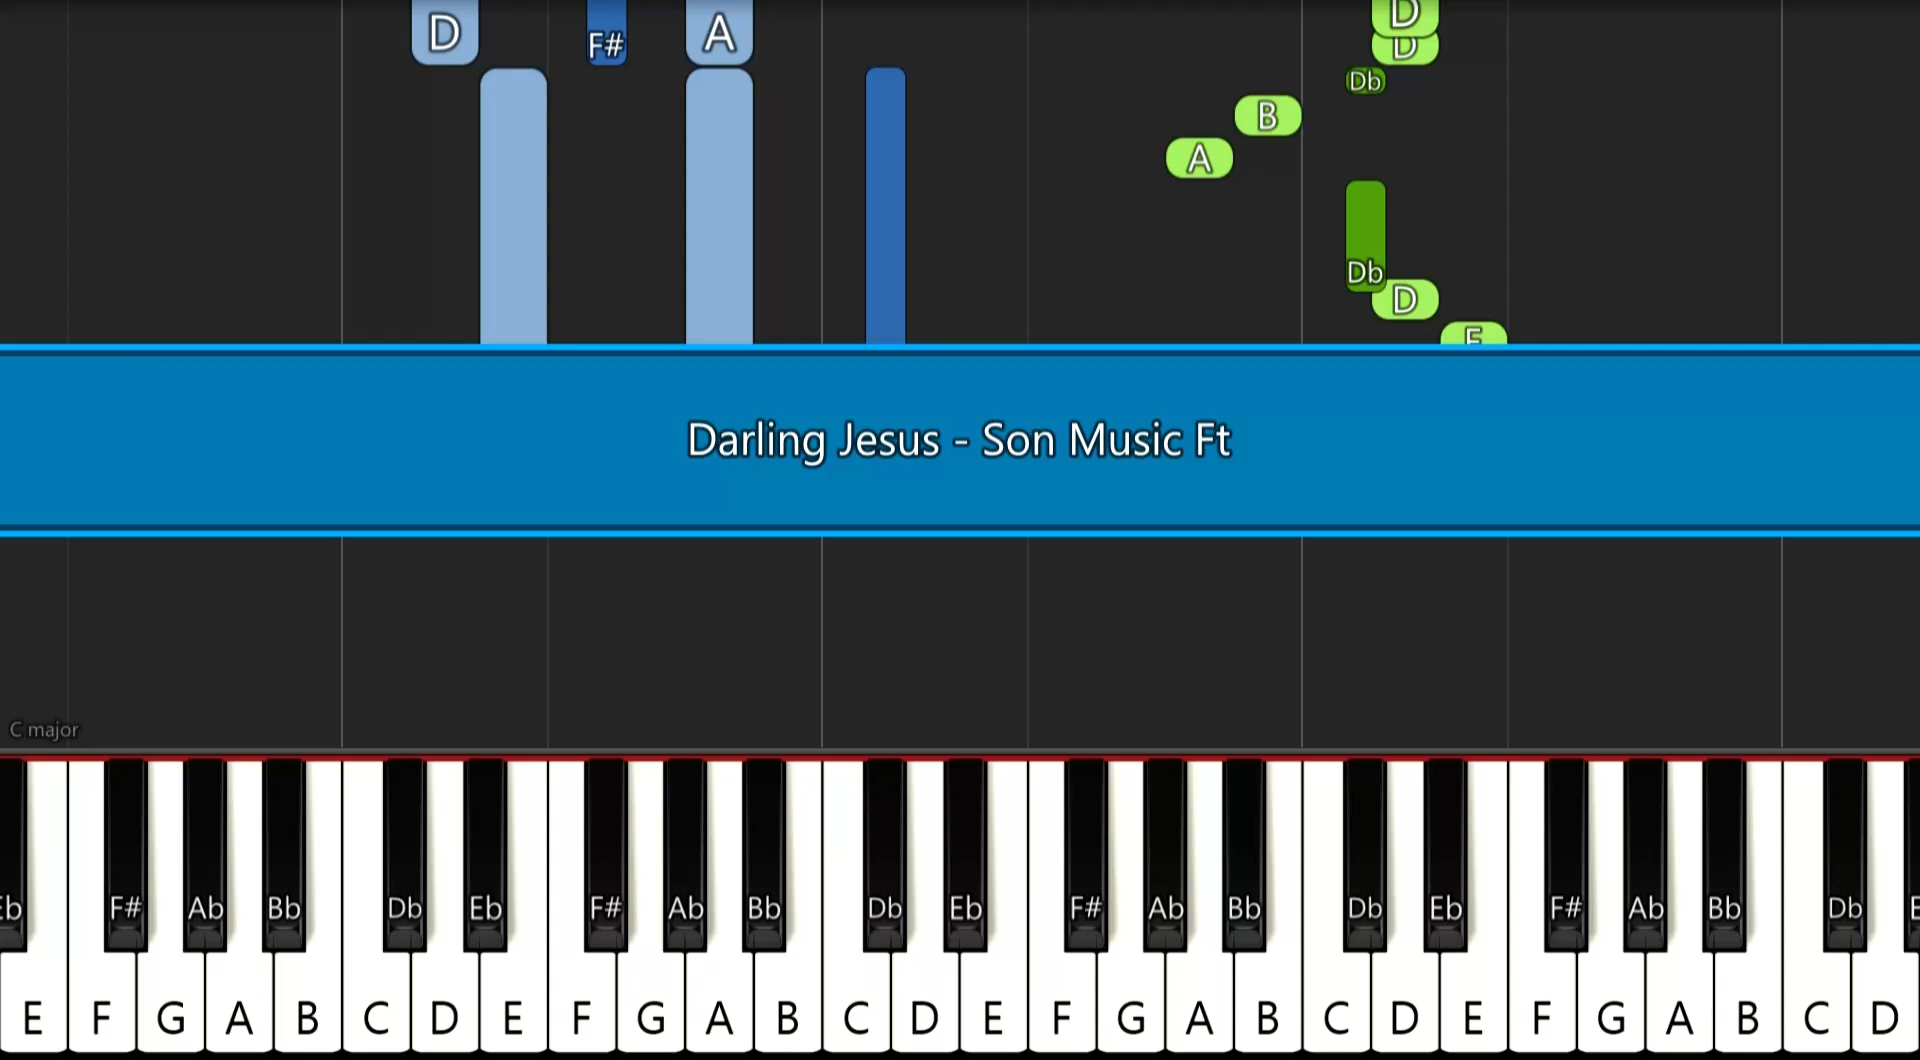 D F# A D
D
Db
B
A
Db
D
E
Darling Jesus - Son Music Ft
C major
Eb F# Ab Bb Db Eb F# Ab Bb Db Eb F# Ab Bb Db Eb F# Ab Bb Db E
E F G A B C D E F G A B C D E F G A B C D E F G A B C D